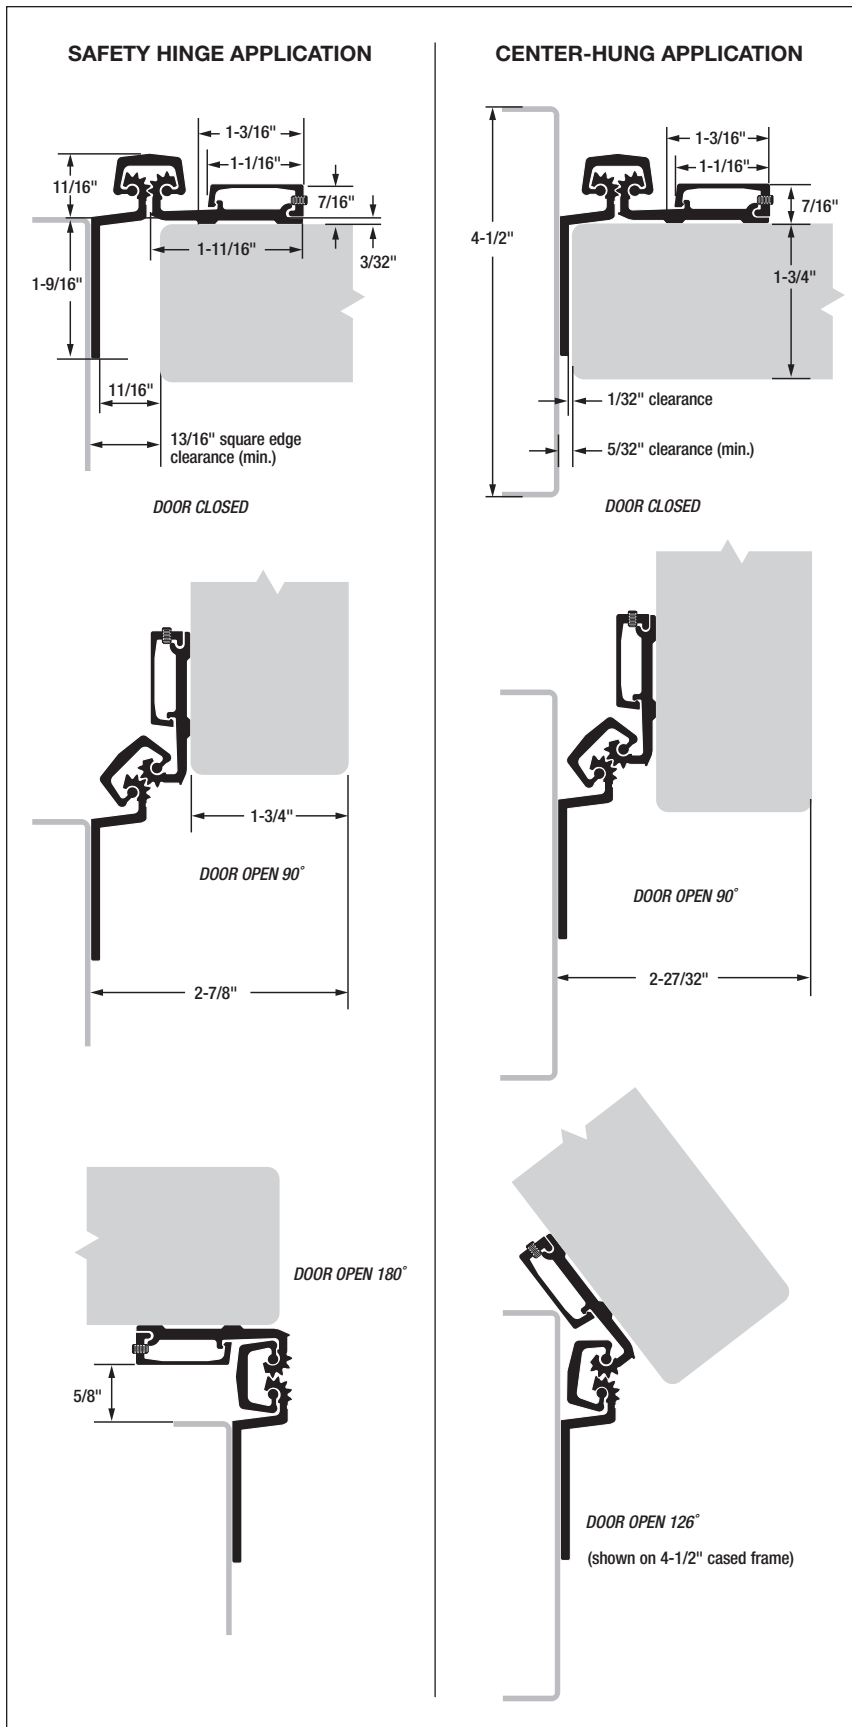 SAFETY HINGE APPLICATION
1-3/16"
1-1/16"
11/16"
7/16"
1-11/16"
3/32"
1-9/16"
11/16"
13/16" square edge
clearance (min.)
DOOR CLOSED
1-3/4"
DOOR OPEN 90°
2-7/8"
DOOR OPEN 180°
5/8"
CENTER-HUNG APPLICATION
1-3/16"
1-1/16"
7/16"
4-1/2"
1-3/4"
1/32" clearance
5/32" clearance (min.)
DOOR CLOSED
DOOR OPEN 90°
2-27/32"
DOOR OPEN 126°
(shown on 4-1/2" cased frame)